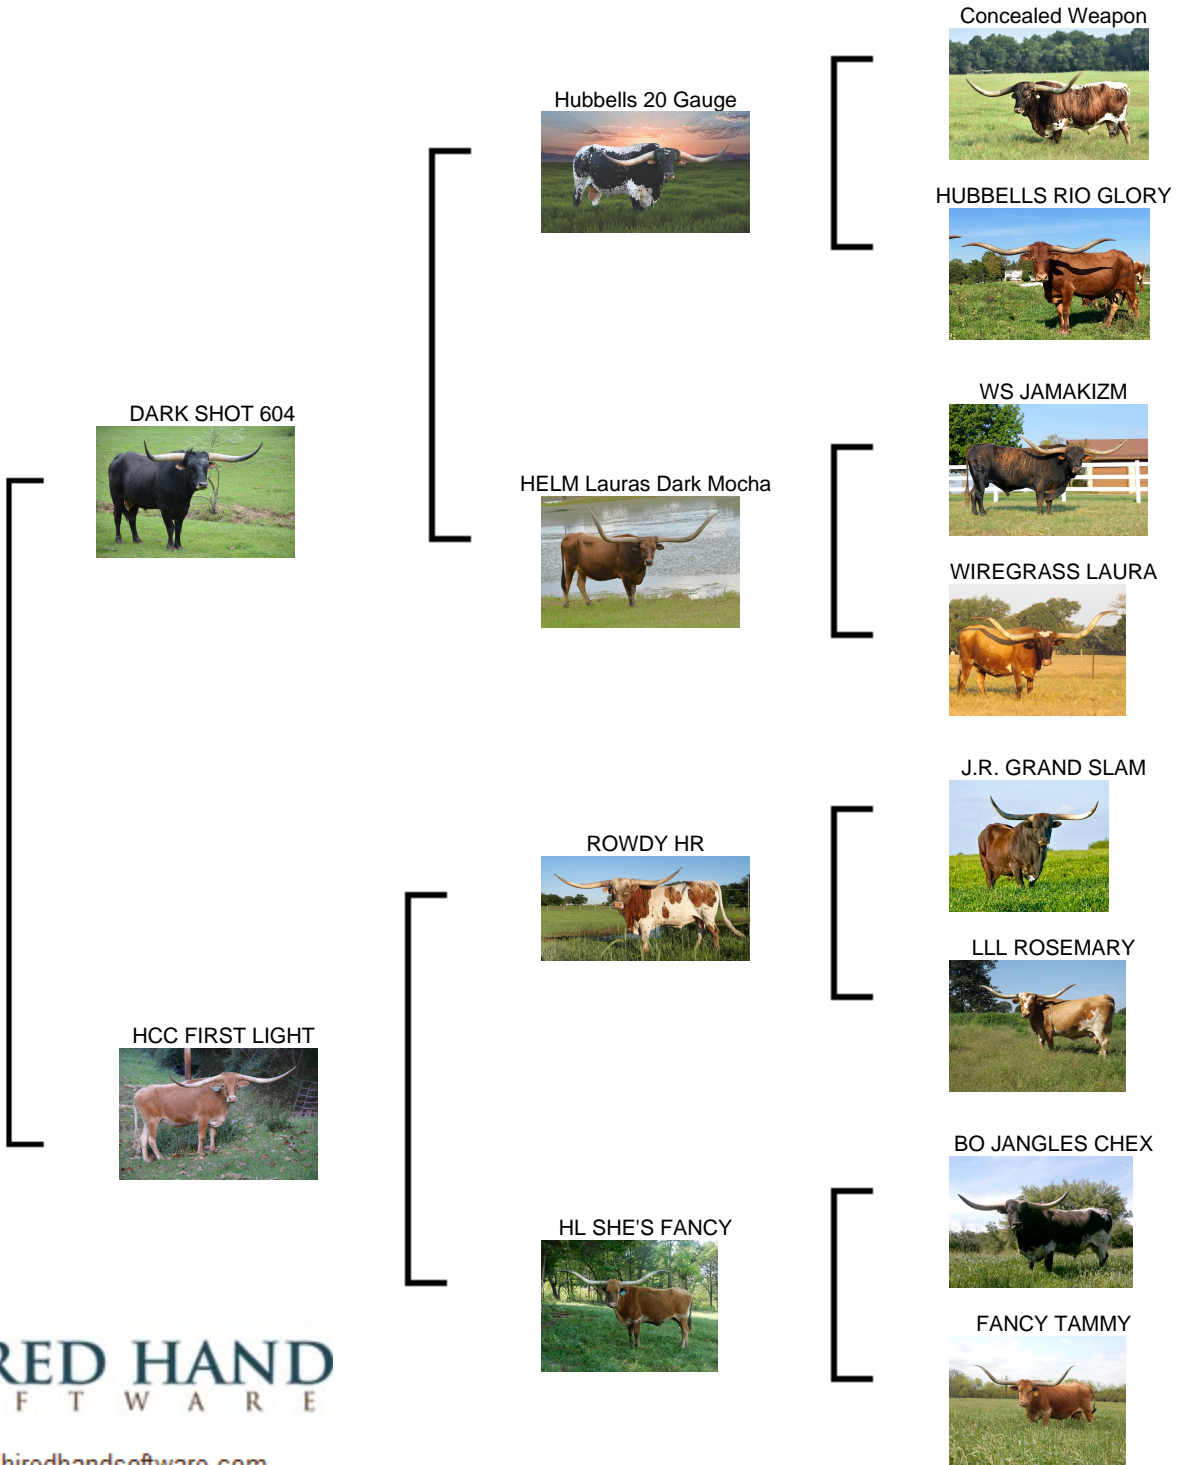 Concealed Weapon
Hubbells 20 Gauge
HUBBELLS RIO GLORY
DARK SHOT 604
WS JAMAKIZM
HELM Lauras Dark Mocha
WIREGRASS LAURA
J.R. GRAND SLAM
ROWDY HR
LLL ROSEMARY
HCC FIRST LIGHT
BO JANGLES CHEX
HL SHE'S FANCY
FANCY TAMMY
RED HAND
F T W A R E
hiredhandsoftware.com